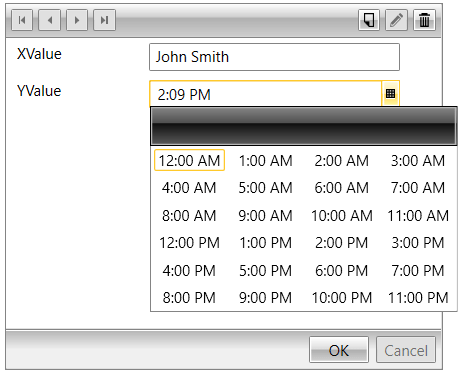 XValue John Smith
YValue 2:09 PM
12:00 AM 1:00 AM 2:00 AM 3:00 AM
4:00 AM 5:00 AM 6:00 AM 7:00 AM
8:00 AM 9:00 AM 10:00 AM 11:00 AM
12:00 PM 1:00 PM 2:00 PM 3:00 PM
4:00 PM 5:00 PM 6:00 PM 7:00 PM
8:00 PM 9:00 PM 10:00 PM 11:00 PM
OK Cancel